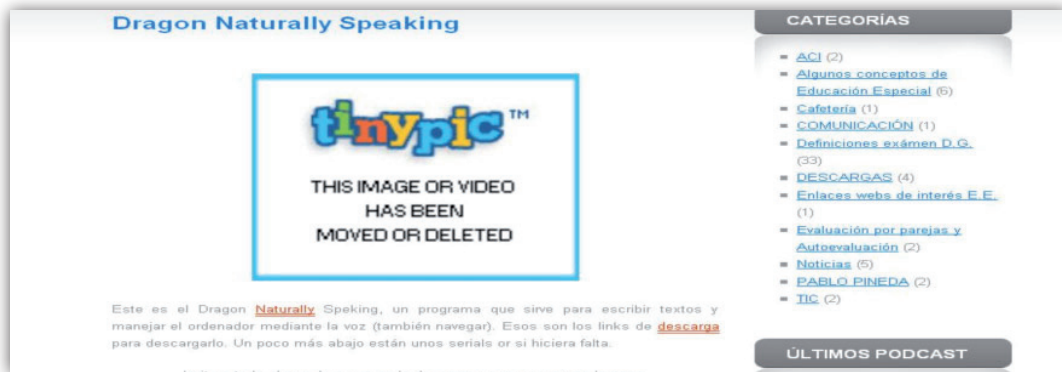 Dragon Naturally Speaking
tinypic™
THIS IMAGE OR VIDEO
HAS BEEN
MOVED OR DELETED
Este es el Dragon Naturally Speking, un programa que sirve para escribir textos y
manejar el ordenador mediante la voz (también navegar). Esos son los links de descarga
para descargarlo. Un poco más abajo están unos serials or si hiciera falta.
CATEGORÍAS
ACI (2)
Algunos conceptos de
Educación Especial (6)
Cafetería (1)
COMUNICACIÓN (1)
Definiciones exámen D.G.
(33)
DESCARGAS (4)
Enlaces webs de interés E.E.
(1)
Evaluación por parejas y
Autoevaluación (2)
Noticias (5)
PABLO PINEDA (2)
TIC (2)
ÚLTIMOS PODCAST